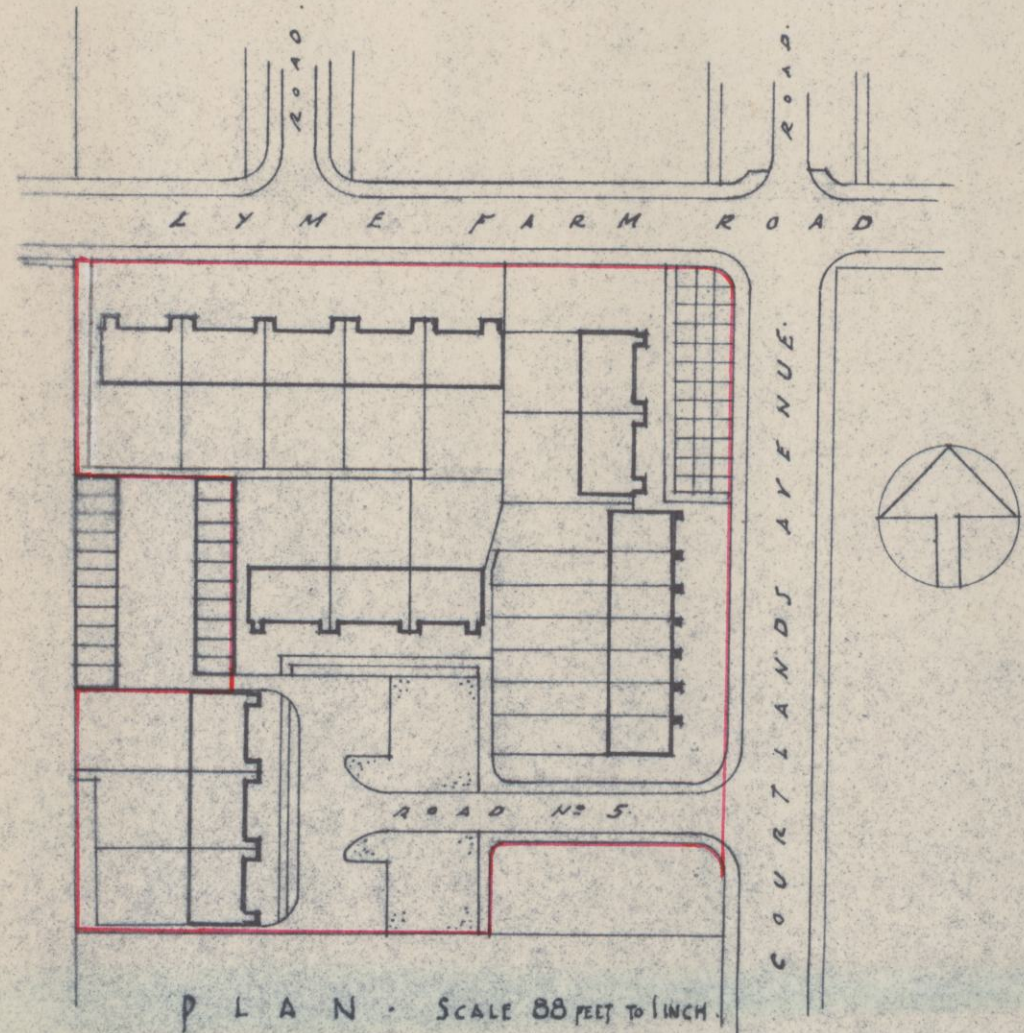 ROAD
ROAD.
LYME FARM ROAD
COURTLANDS AVENUE.
ROAD Nº 5.
PLAN. SCALE 88 FEET TO 1 INCH.